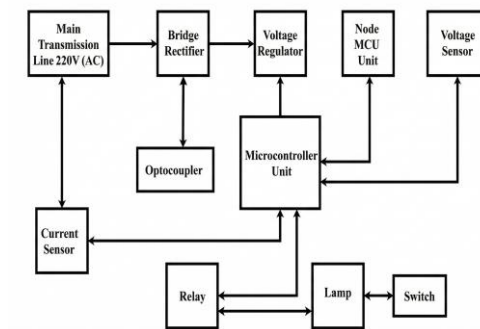 Main
Transmission
Line 220V (AC)
Bridge
Rectifier
Voltage
Regulator
Node
MCU
Unit
Voltage
Sensor
Optocoupler
Microcontroller
Unit
Current
Sensor
Relay
Lamp
Switch